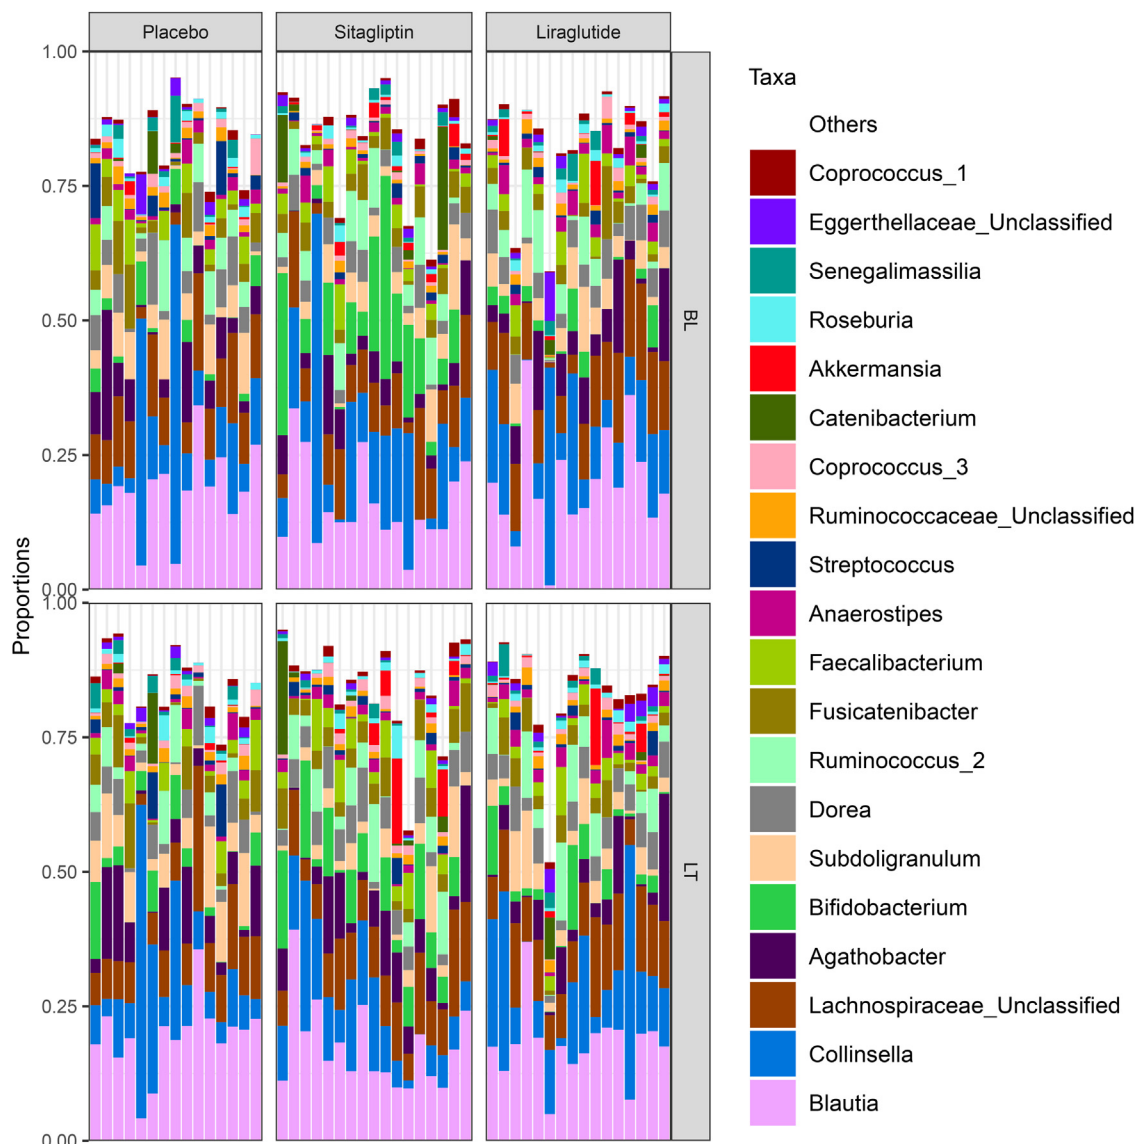 Placebo
Sitagliptin
Liraglutide
1.00
0.75
0.50
0.25
0.00
BL
1.00
0.75
0.50
0.25
0.00
LT
Proportions
Taxa
Others
Coprococcus_1
Eggerthellaceae_Unclassified
Senegalimassilia
Roseburia
Akkermansia
Catenibacterium
Coprococcus_3
Ruminococcaceae_Unclassified
Streptococcus
Anaerostipes
Faecalibacterium
Fusicatenibacter
Ruminococcus_2
Dorea
Subdoligranulum
Bifidobacterium
Agathobacter
Lachnospiraceae_Unclassified
Collinsella
Blautia